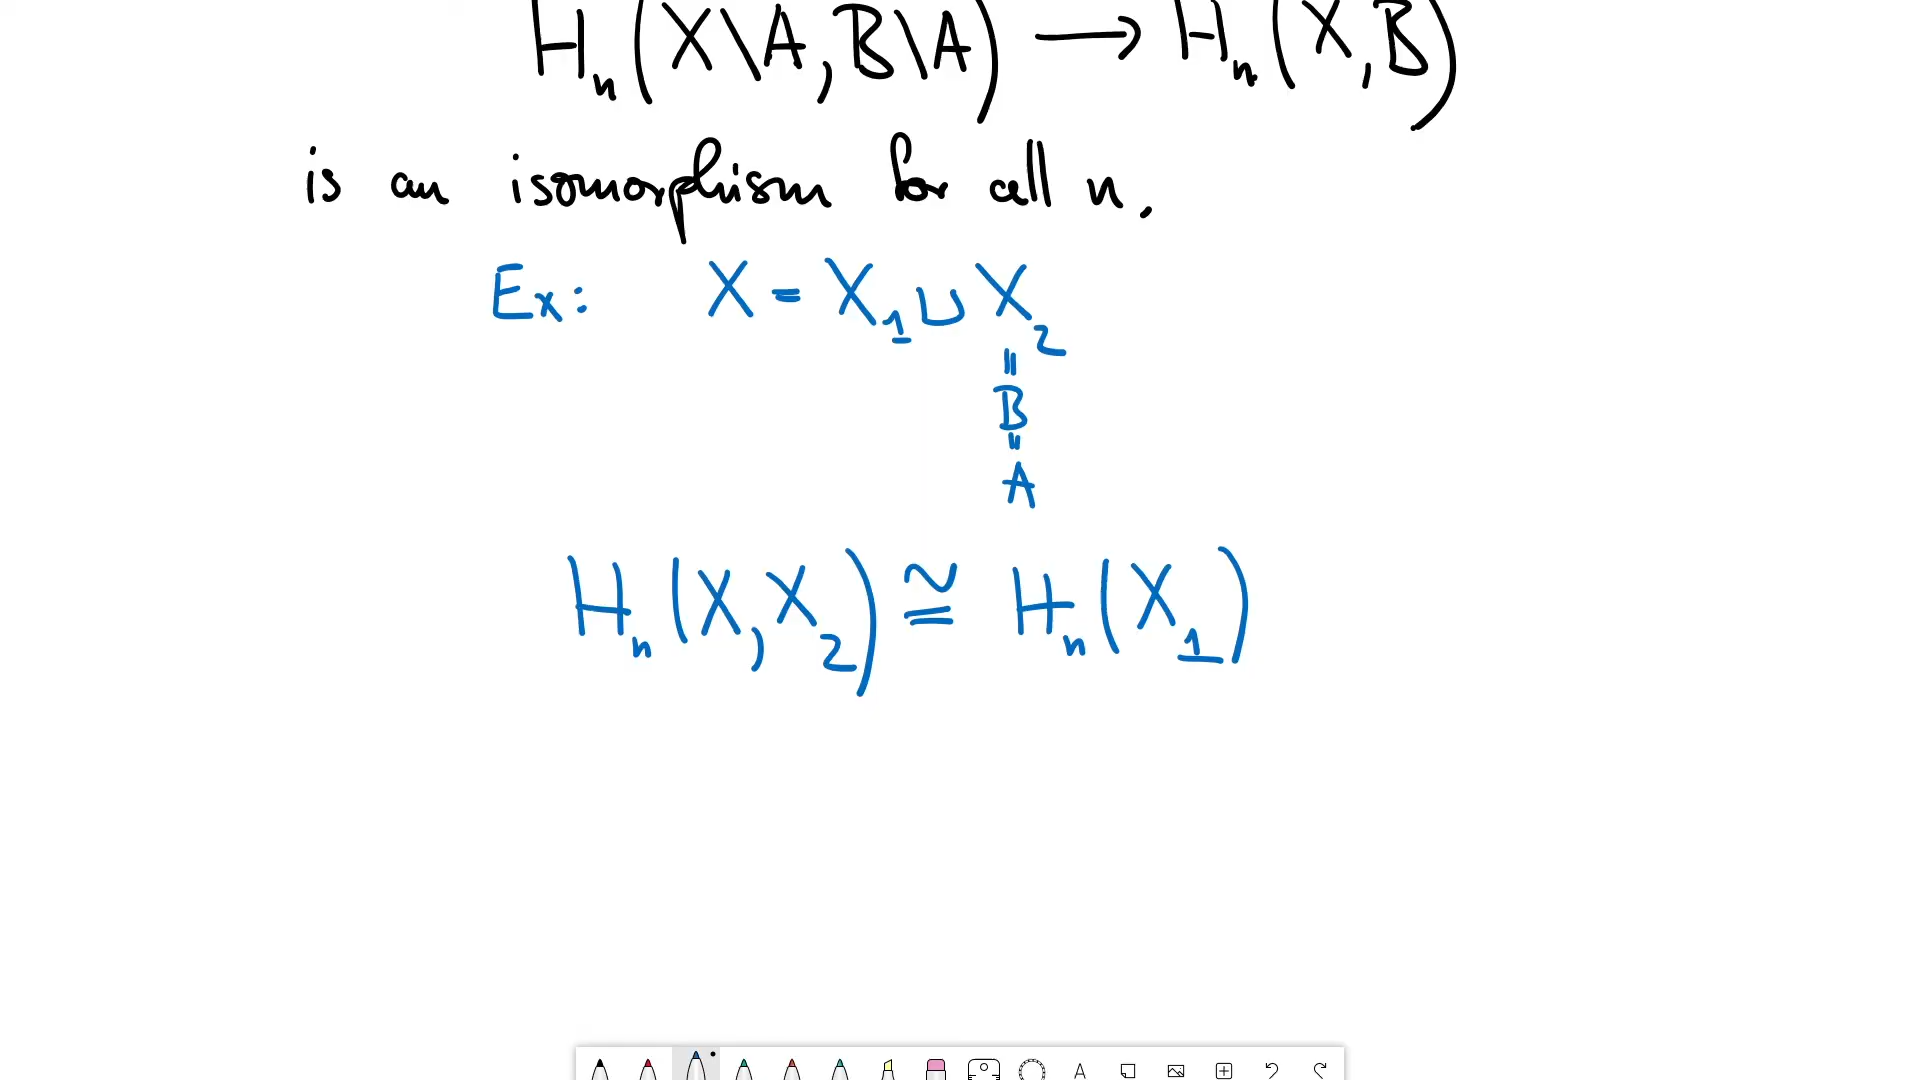 Hₙ(X\A, B\A) ⟶ Hₙ(X, B)
is an isomorphism for all n.
Ex: X = X₁ ⊔ X₂
=
B
=
A
Hₙ(X, X₂) ≅ Hₙ(X₁)